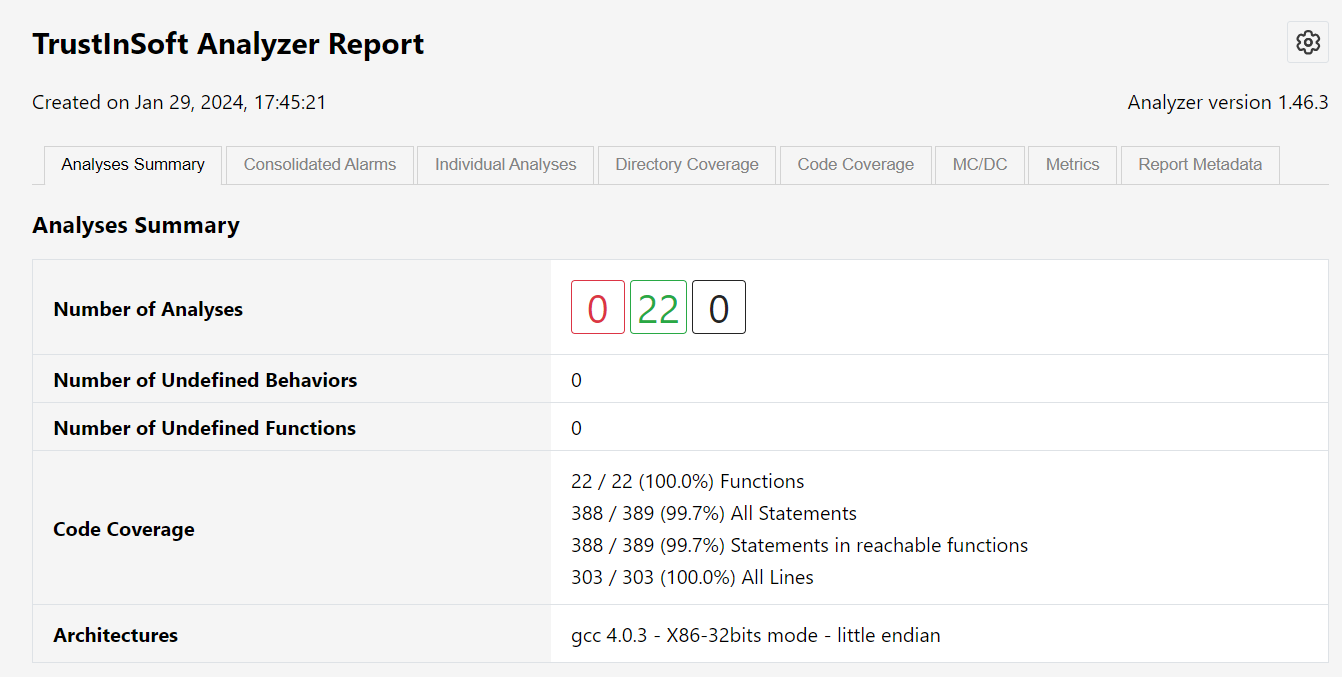 TrustInSoft Analyzer Report
Created on Jan 29, 2024, 17:45:21
Analyzer version 1.46.3
Analyses Summary
Consolidated Alarms
Individual Analyses
Directory Coverage
Code Coverage
MC/DC
Metrics
Report Metadata
Analyses Summary
Number of Analyses
0 22 0
Number of Undefined Behaviors
0
Number of Undefined Functions
0
Code Coverage
22 / 22 (100.0%) Functions
388 / 389 (99.7%) All Statements
388 / 389 (99.7%) Statements in reachable functions
303 / 303 (100.0%) All Lines
Architectures
gcc 4.0.3 - X86-32bits mode - little endian